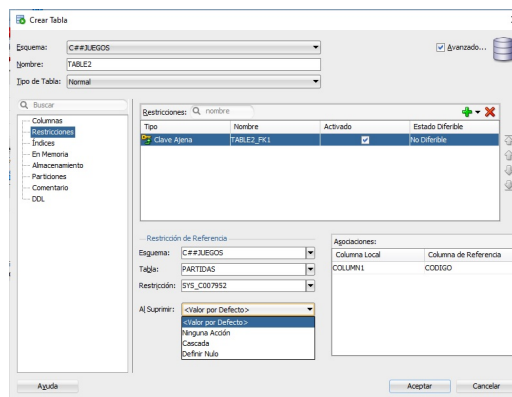 Crear Tabla
Esquema: C##JUEGOS
Avanzado...
Nombre: TABLE2
Tipo de Tabla: Normal
Buscar
Columnas
Restricciones
Índices
En Memoria
Almacenamiento
Particiones
Comentario
DDL
Restricciones: nombre
Tipo Nombre Activado Estado Diferible
Clave Ajena TABLE2_FK1 No Diferible
Restricción de Referencia
Esquema: C##JUEGOS
Tabla: PARTIDAS
Restricción: SYS_C007952
Al Suprimir: <Valor por Defecto>
<Valor por Defecto>
Ninguna Acción
Cascada
Definir Nulo
Asociaciones:
Columna Local Columna de Referencia
COLUMN1 CODIGO
Ayuda
Aceptar Cancelar